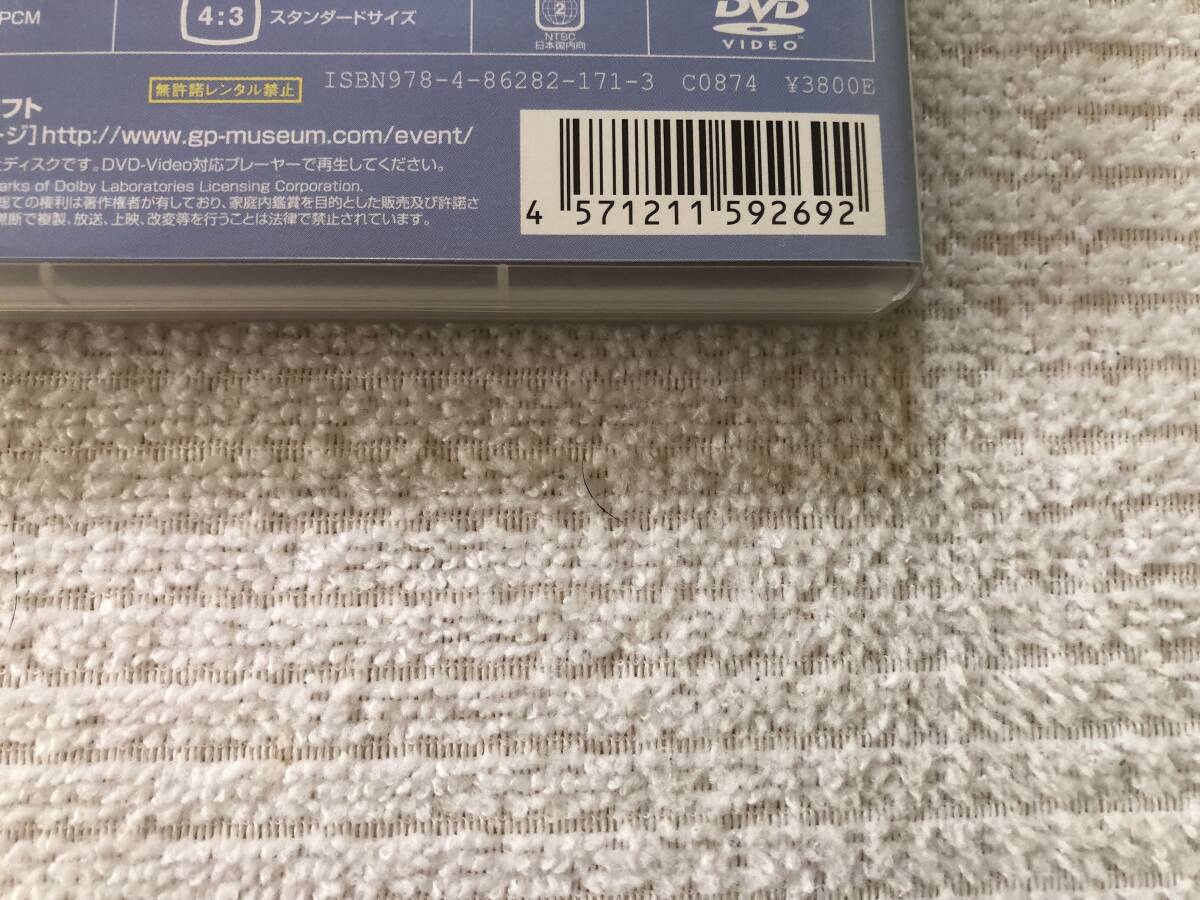 PCM
4:3 スタンダードサイズ
2
NTSC
日本国内向
DVD
VIDEO
無許諾レンタル禁止
ISBN978-4-86282-171-3 C0874 ¥3800E
フト
ージ]http://www.gp-museum.com/event/
ディスクです。DVD-Video対応プレーヤーで再生してください。
arks of Dolby Laboratories Licensing Corporation.
総ての権利は著作権者が有しており、家庭内鑑賞を目的とした販売及び許諾さ
無断で複製、放送、上映、改変等を行うことは法律で禁止されています。
4 571211 592692